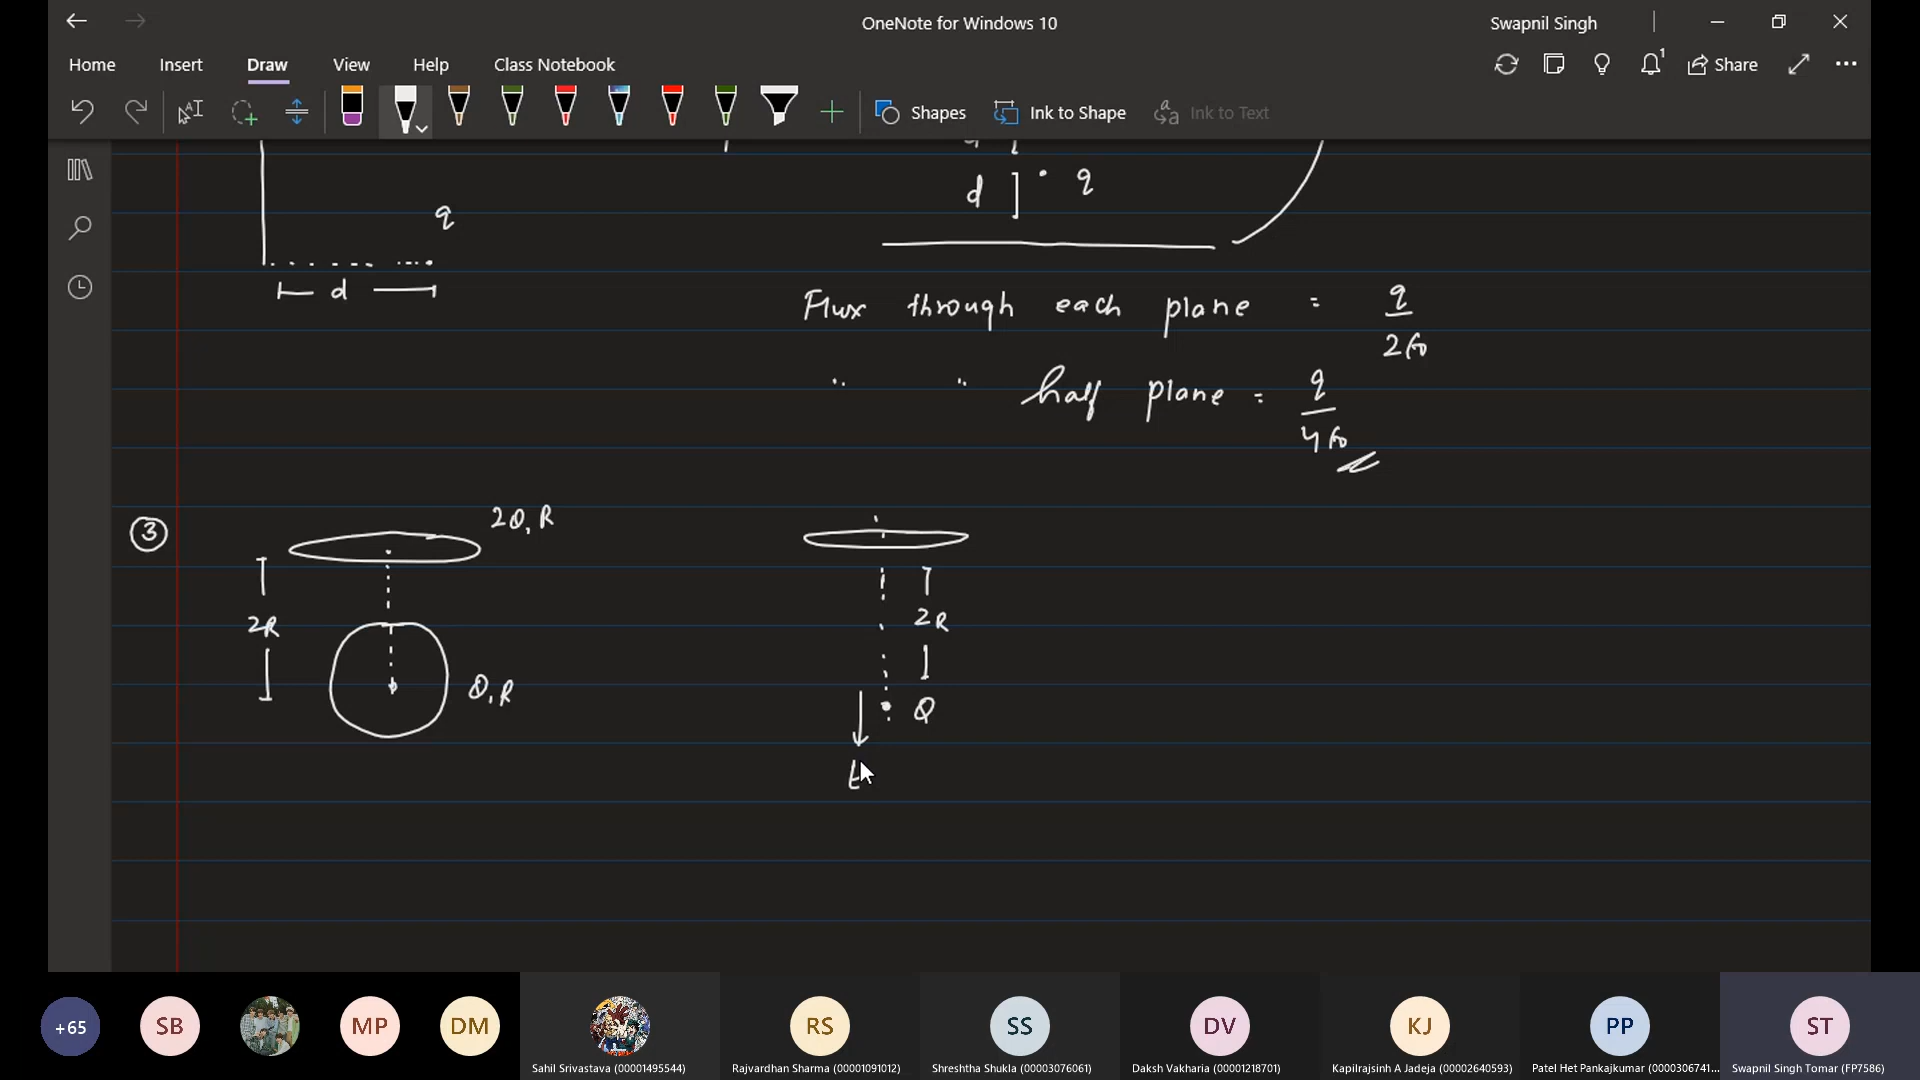 OneNote for Windows 10
Swapnil Singh
Home Insert Draw View Help Class Notebook
1
Share
Shapes Ink to Shape Ink to Text
d ] • q
q
d
Flux through each plane = q/2ε0
" " half plane = q/4ε0
③
2Q, R
2R
Q, R
2R
Q
E
+65 SB MP DM RS SS DV KJ PP ST
Sahil Srivastava (00001495544)
Rajvardhan Sharma (00001091012)
Shreshtha Shukla (00003076061)
Daksh Vakharia (00001218701)
Kapilrajsinh A Jadeja (00002640593)
Patel Het Pankajkumar (0000306741...
Swapnil Singh Tomar (FP7586)